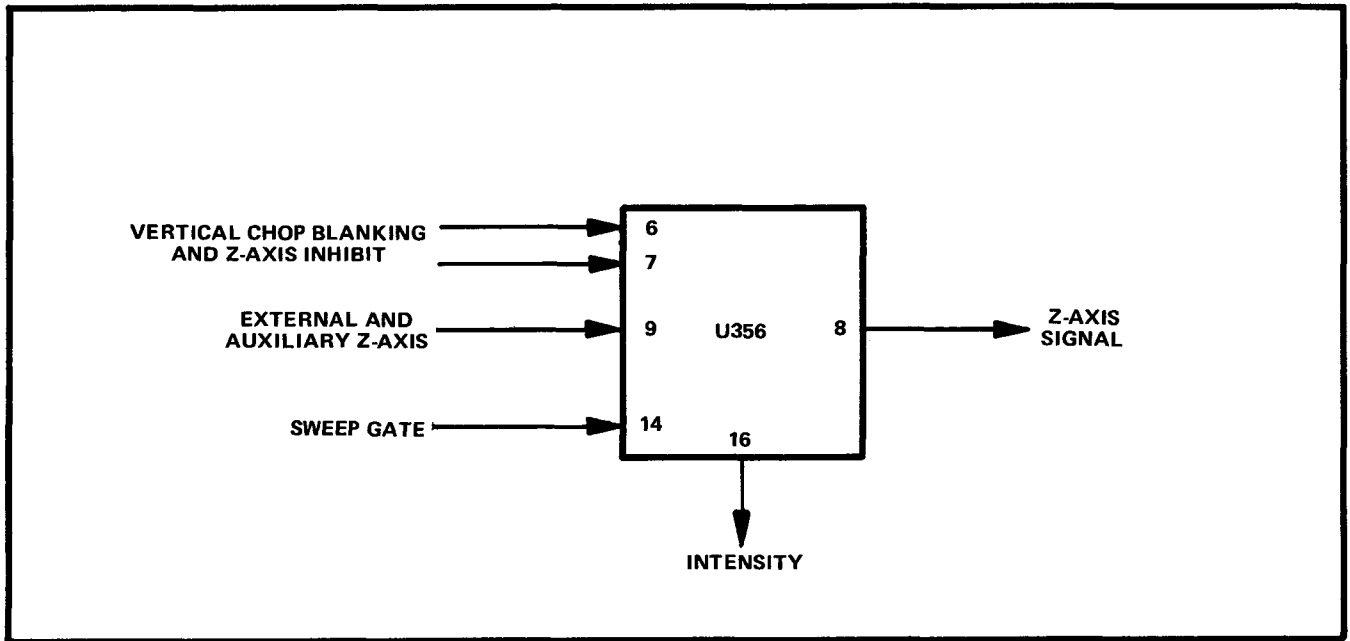 VERTICAL CHOP BLANKING
AND Z-AXIS INHIBIT
6
7
EXTERNAL AND
AUXILIARY Z-AXIS
9
U356
8
Z-AXIS
SIGNAL
SWEEP GATE
14
16
INTENSITY